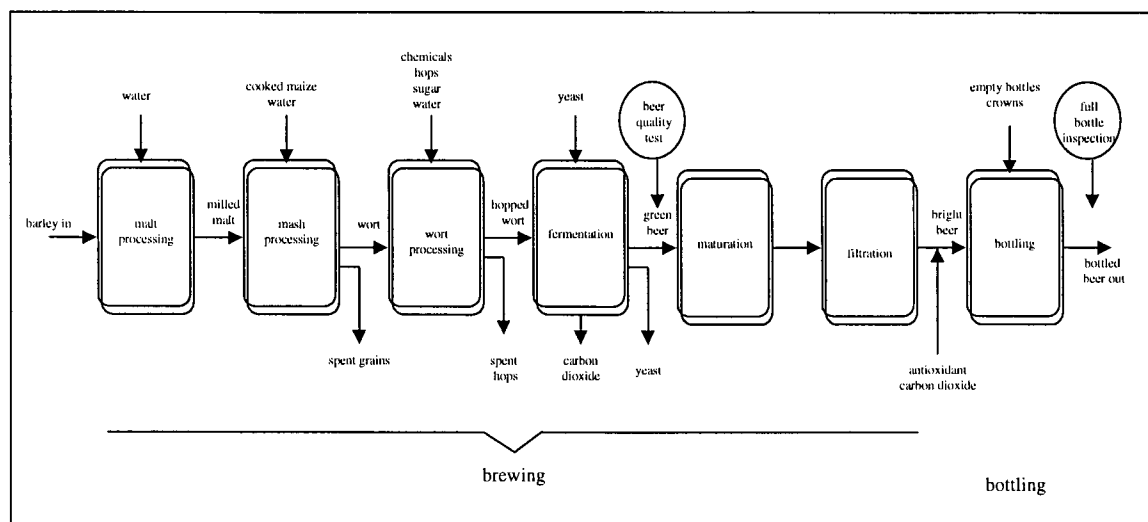 water
cooked maize
water
chemicals
hops
sugar
water
yeast
beer
quality
test
empty bottles
crowns
full
bottle
inspection
barley in
malt
processing
milled
malt
mash
processing
wort
wort
processing
hopped
wort
fermentation
green
beer
maturation
filtration
bright
beer
bottling
bottled
beer out
spent grains
spent
hops
carbon
dioxide
yeast
antioxidant
carbon dioxide
brewing
bottling